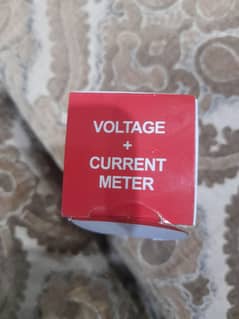 VOLTAGE
+
CURRENT
METER